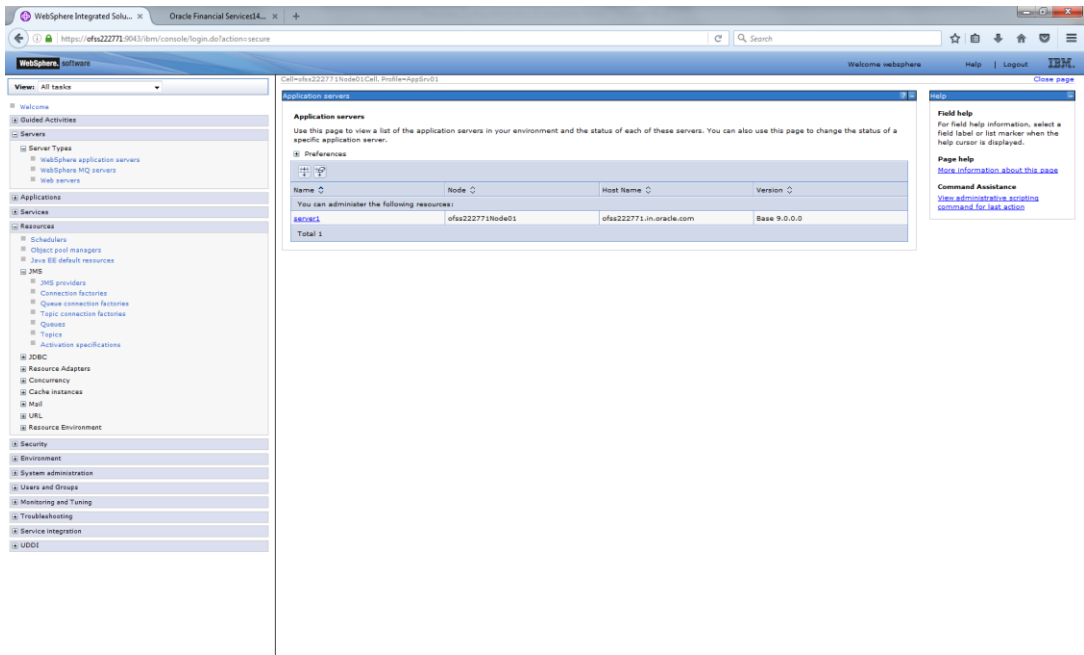 WebSphere Integrated Solu... ×
Oracle Financial Services14... ×
+
https://ofss222771:9043/ibm/console/login.do?action=secure
Search
WebSphere. software
Welcome websphere
Help | Logout
IBM.
View: All tasks
Cell=ofss222771Node01Cell, Profile=AppSrv01
Close page
Welcome
Guided Activities
Servers
Server Types
WebSphere application servers
WebSphere MQ servers
Web servers
Applications
Services
Resources
Schedulers
Object pool managers
Java EE default resources
JMS
JMS providers
Connection factories
Queue connection factories
Topic connection factories
Queues
Topics
Activation specifications
JDBC
Resource Adapters
Concurrency
Cache instances
Mail
URL
Resource Environment
Security
Environment
System administration
Users and Groups
Monitoring and Tuning
Troubleshooting
Service integration
UDDI
Application servers
Application servers
Use this page to view a list of the application servers in your environment and the status of each of these servers. You can also use this page to change the status of a
specific application server.
Preferences
Name Node Host Name Version
You can administer the following resources:
server1 ofss222771Node01 ofss222771.in.oracle.com Base 9.0.0.0
Total 1
Help
Field help
For field help information, select a
field label or list marker when the
help cursor is displayed.
Page help
More information about this page
Command Assistance
View administrative scripting
command for last action